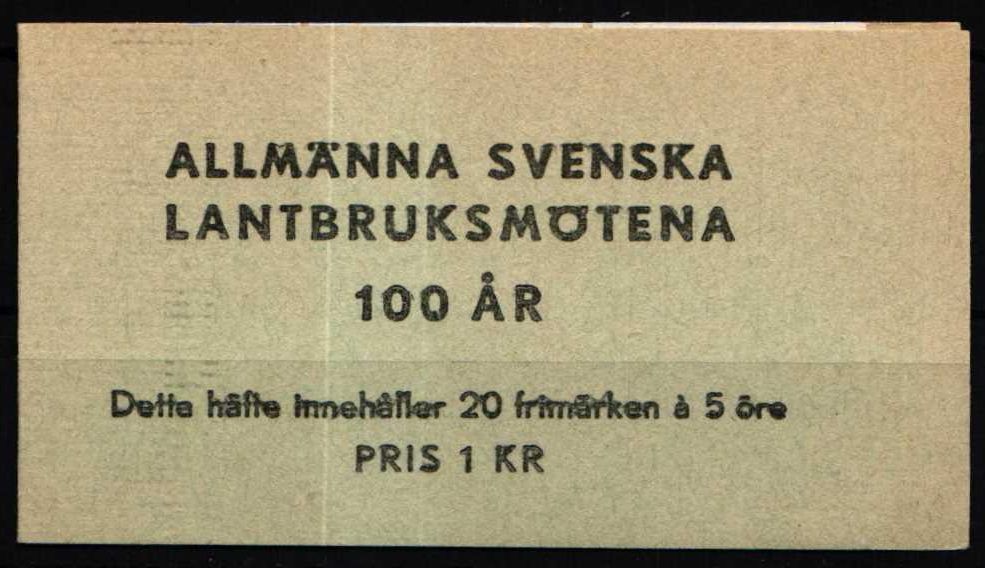 ALLMÄNNA SVENSKA
LANTBRUKSMÖTENA
100 ÅR
Detta häfte innehåller 20 frimärken à 5 öre
PRIS 1 KR